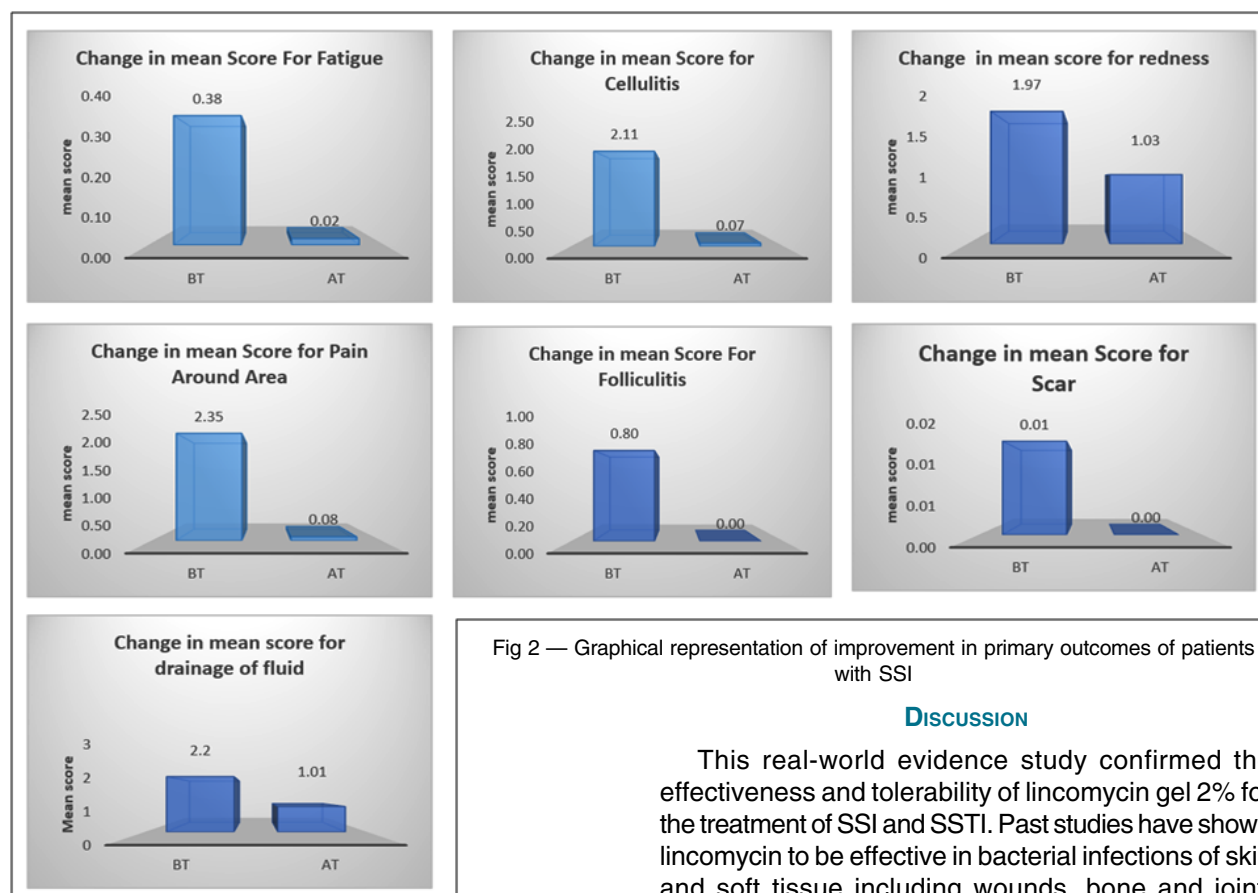 Change in mean Score For Fatigue
0.40
0.30
0.20
0.10
0.00
mean score
0.38
0.02
BT AT
Change in mean Score for
Cellulitis
2.50
2.00
1.50
1.00
0.50
0.00
mean score
2.11
0.07
BT AT
Change in mean score for redness
2
1.5
1
0.5
0
mean score
1.97
1.03
BT AT
Change in mean Score for Pain
Around Area
2.50
2.00
1.50
1.00
0.50
0.00
mean score
2.35
0.08
BT AT
Change in mean Score For
Folliculitis
1.00
0.80
0.60
0.40
0.20
0.00
mean score
0.80
0.00
BT AT
Change in mean Score for
Scar
0.02
0.01
0.01
0.00
mean score
0.01
0.00
BT AT
Change in mean score for
drainage of fluid
3
2
1
0
Mean score
2.2
1.01
BT AT
Fig 2 — Graphical representation of improvement in primary outcomes of patients
with SSI
DISCUSSION
This real-world evidence study confirmed
effectiveness and tolerability of lincomycin gel 2%
the treatment of SSI and SSTI. Past studies have
lincomycin to be effective in bacterial infections of
and soft tissue including wounds, bone and